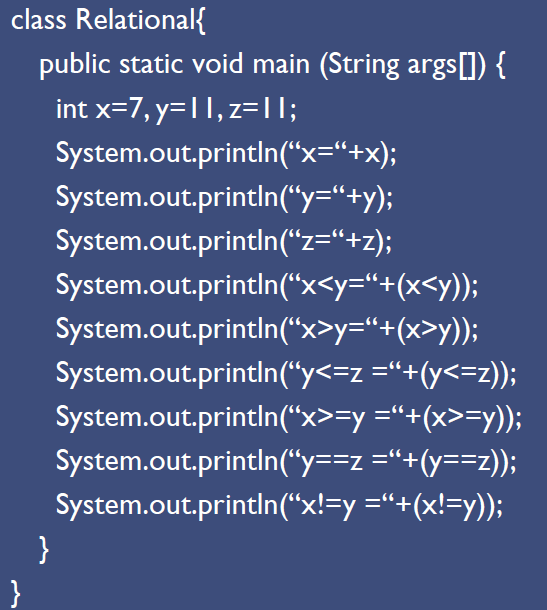 class Relational{
public static void main (String args[]) {
int x=7, y=11, z=11;
System.out.println(“x=“+x);
System.out.println(“y=“+y);
System.out.println(“z=“+z);
System.out.println(“x<y=“+(x<y));
System.out.println(“x>y=“+(x>y));
System.out.println(“y<=z =“+(y<=z));
System.out.println(“x>=y =“+(x>=y));
System.out.println(“y==z =“+(y==z));
System.out.println(“x!=y =“+(x!=y));
}
}